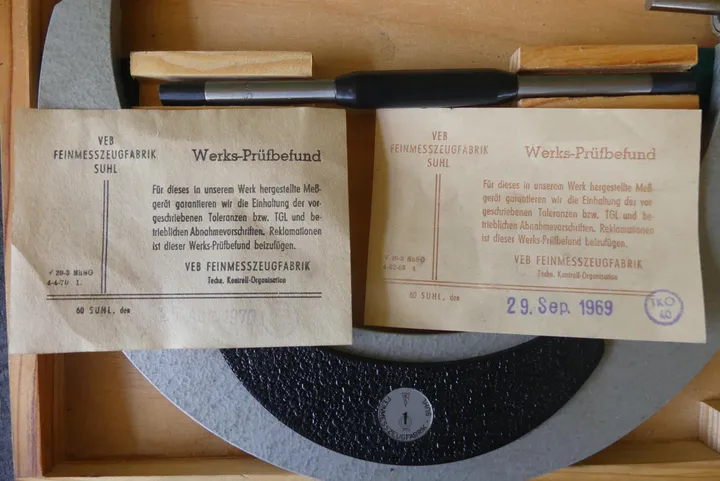 VEB
FEINMESSZEUGFABRIK
SUHL
Werks-Prüfbefund
Für dieses in unserem Werk hergestellte Meß-
gerät garantieren wir die Einhaltung der vor-
geschriebenen Toleranzen bzw. TGL und be-
trieblichen Abnahmevorschriften. Reklamationen
ist dieser Werks-Prüfbefund beizufügen.
VEB FEINMESSZEUGFABRIK
Techn. Kontroll-Organisation
60 SUHL, den
1970
VEB
FEINMESSZEUGFABRIK
SUHL
Werks-Prüfbefund
Für dieses in unserem Werk hergestellte Meß-
gerät garantieren wir die Einhaltung der vor-
geschriebenen Toleranzen bzw. TGL und be-
trieblichen Abnahmevorschriften. Reklamationen
ist dieser Werks-Prüfbefund beizufügen.
VEB FEINMESSZEUGFABRIK
Techn. Kontroll-Organisation
60 SUHL, den
29. Sep. 1969
TKO
40